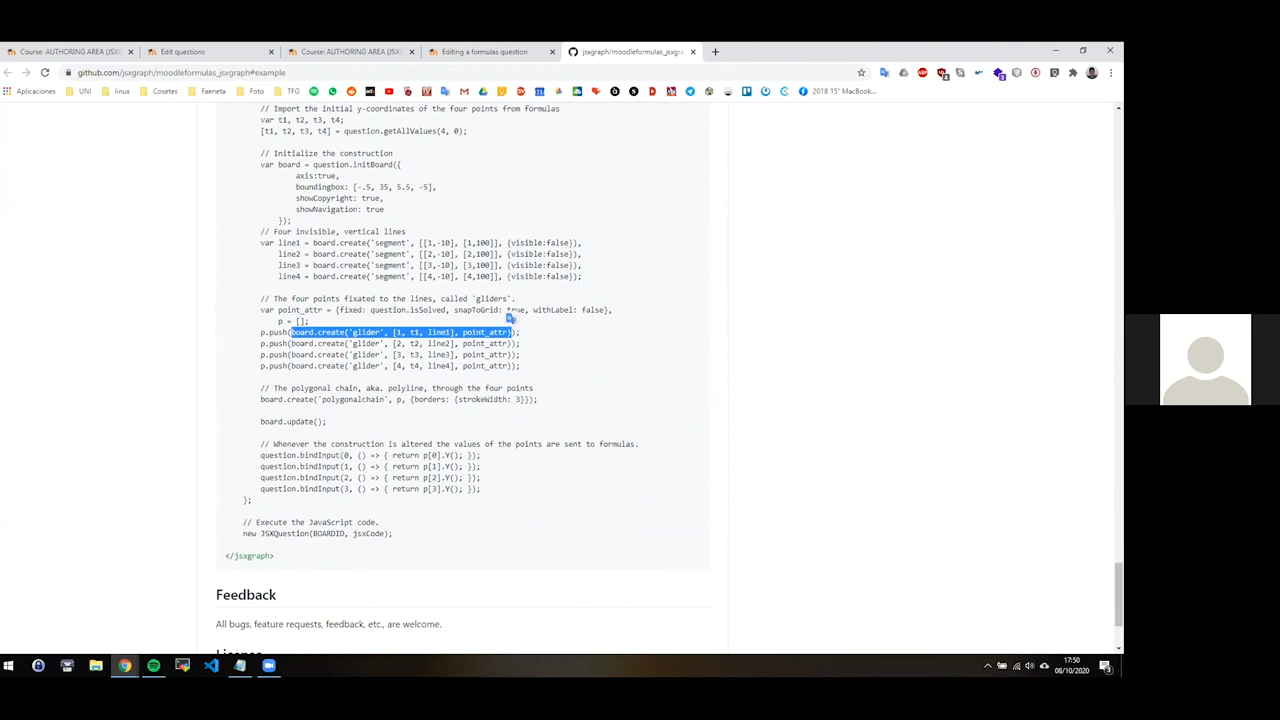 Course: AUTHORING AREA (JSXG
Edit questions
Course: AUTHORING AREA (JSX
Editing a formulas question
jsxgraph/moodleformulas_jsxgra
github.com/jsxgraph/moodleformulas_jsxgraph#example
Aplicaciones
UNI
linux
Cosetes
Faeneta
Foto
TFG
2018 15" MacBook...
// Import the initial y-coordinates of the four points from formulas
var t1, t2, t3, t4;
[t1, t2, t3, t4] = question.getAllValues(4, 0);
// Initialize the construction
var board = question.initBoard({
axis:true,
boundingbox: [-.5, 35, 5.5, -5],
showCopyright: true,
showNavigation: true
});
// Four invisible, vertical lines
var line1 = board.create('segment', [[1,-10], [1,100]], {visible:false}),
line2 = board.create('segment', [[2,-10], [2,100]], {visible:false}),
line3 = board.create('segment', [[3,-10], [3,100]], {visible:false}),
line4 = board.create('segment', [[4,-10], [4,100]], {visible:false});
// The four points fixated to the lines, called 'gliders'.
var point_attr = {fixed: question.isSolved, snapToGrid: true, withLabel: false},
p = [];
p.push(board.create('glider', [1, t1, line1], point_attr));
p.push(board.create('glider', [2, t2, line2], point_attr));
p.push(board.create('glider', [3, t3, line3], point_attr));
p.push(board.create('glider', [4, t4, line4], point_attr));
// The polygonal chain, aka. polyline, through the four points
board.create('polygonalchain', p, {borders: {strokeWidth: 3}});
board.update();
// Whenever the construction is altered the values of the points are sent to formulas.
question.bindInput(0, () => { return p[0].Y(); });
question.bindInput(1, () => { return p[1].Y(); });
question.bindInput(2, () => { return p[2].Y(); });
question.bindInput(3, () => { return p[3].Y(); });
};
// Execute the JavaScript code.
new JSXQuestion(BOARDID, jsxCode);
</jsxgraph>
Feedback
All bugs, feature requests, feedback, etc., are welcome.
License
17:50
08/10/2020